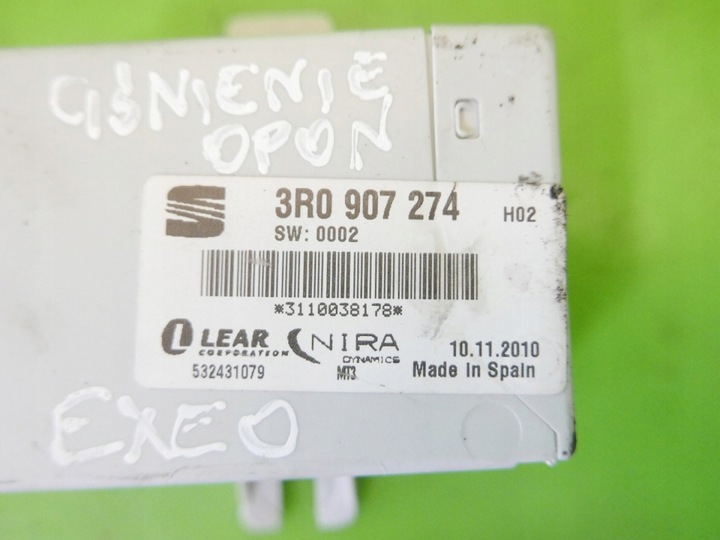 CIŚNIENIE
OPON
3R0 907 274 H02
SW: 0002
*3110038178*
LEAR
CORPORATION
NIRA
DYNAMICS
10.11.2010
532431079 MT3 Made in Spain
EXEO